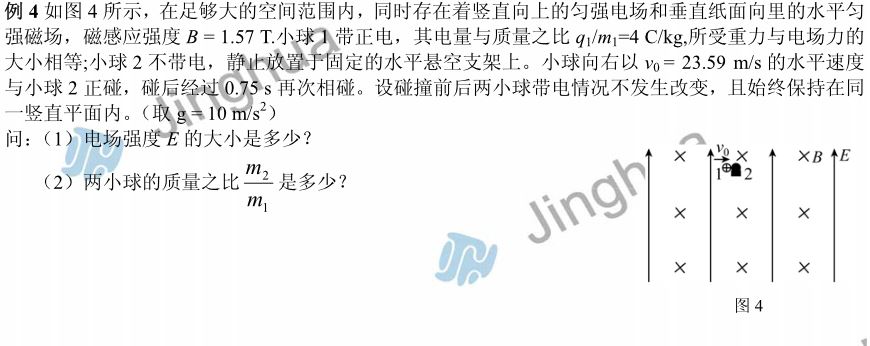 例 4 如图 4 所示，在足够大的空间范围内，同时存在着竖直向上的匀强电场和垂直纸面向里的水平匀
强磁场，磁感应强度 B = 1.57 T.小球 1 带正电，其电量与质量之比 q₁/m₁=4 C/kg,所受重力与电场力的
大小相等;小球 2 不带电，静止放置于固定的水平悬空支架上。小球向右以 v₀ = 23.59 m/s 的水平速度
与小球 2 正碰，碰后经过 0.75 s 再次相碰。设碰撞前后两小球带电情况不发生改变，且始终保持在同
一竖直平面内。（取 g = 10 m/s²）
问：（1）电场强度 E 的大小是多少？
（2）两小球的质量之比 m₂/m₁ 是多少？
v₀
B
E
1
2
图 4
Jinghua
Jinghua